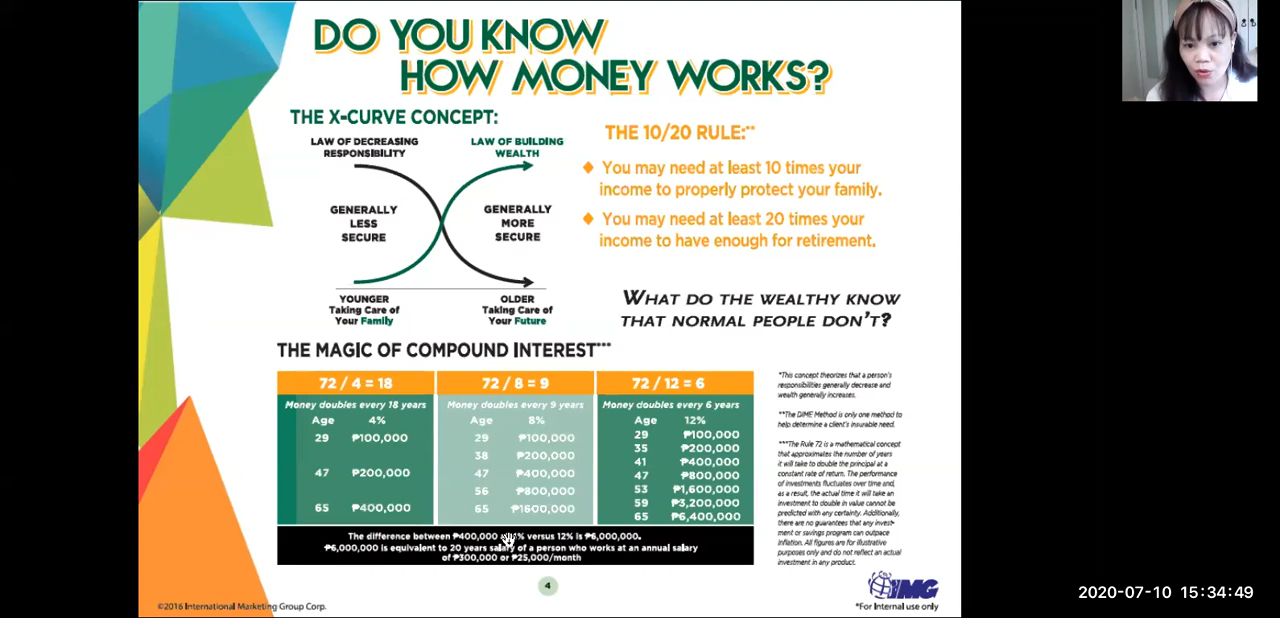 DO YOU KNOW
HOW MONEY WORKS?
THE X-CURVE CONCEPT:
LAW OF DECREASING
RESPONSIBILITY
LAW OF BUILDING
WEALTH
GENERALLY
LESS
SECURE
GENERALLY
MORE
SECURE
YOUNGER
Taking Care of
Your Family
OLDER
Taking Care of
Your Future
THE 10/20 RULE:**
You may need at least 10 times your
income to properly protect your family.
You may need at least 20 times your
income to have enough for retirement.
WHAT DO THE WEALTHY KNOW
THAT NORMAL PEOPLE DON'T?
THE MAGIC OF COMPOUND INTEREST***
72 / 4 = 18
Money doubles every 18 years
Age 4%
29 ₱100,000
47 ₱200,000
65 ₱400,000
72 / 8 = 9
Money doubles every 9 years
Age 8%
29 ₱100,000
38 ₱200,000
47 ₱400,000
56 ₱800,000
65 ₱1600,000
72 / 12 = 6
Money doubles every 6 years
Age 12%
29 ₱100,000
35 ₱200,000
41 ₱400,000
47 ₱800,000
53 ₱1,600,000
59 ₱3,200,000
65 ₱6,400,000
The difference between ₱400,000 versus 12% is ₱6,000,000.
₱6,000,000 is equivalent to 20 years salary of a person who works at an annual salary
of ₱300,000 or ₱25,000/month
*This concept theorizes that a person's
responsibilities generally decrease and
wealth generally increases.
**The DIME Method is only one method to
help determine a client's insurable need.
***The Rule 72 is a mathematical concept
that approximates the number of years
it will take to double the principal at a
constant rate of return. The performance
of investments fluctuates over time and,
as a result, the actual time it will take an
investment to double in value cannot be
predicted with any certainty. Additionally,
there are no guarantees that any invest-
ment or savings program can outpace
inflation. All figures are for illustrative
purposes only and do not reflect an actual
investment in any product.
4
IMG
©2016 International Marketing Group Corp.
*For Internal use only
2020-07-10 15:34:49